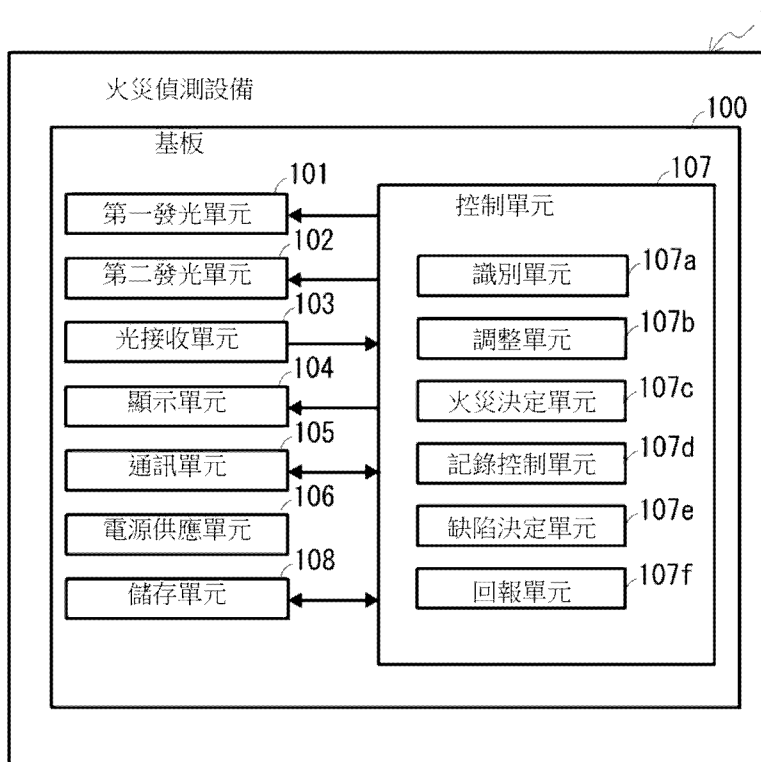 火災偵測設備
100
基板
101
107
第一發光單元
控制單元
102
第二發光單元
107a
識別單元
103
光接收單元
107b
調整單元
104
顯示單元
107c
火災決定單元
105
通訊單元
107d
記錄控制單元
106
電源供應單元
107e
缺陷決定單元
108
儲存單元
107f
回報單元